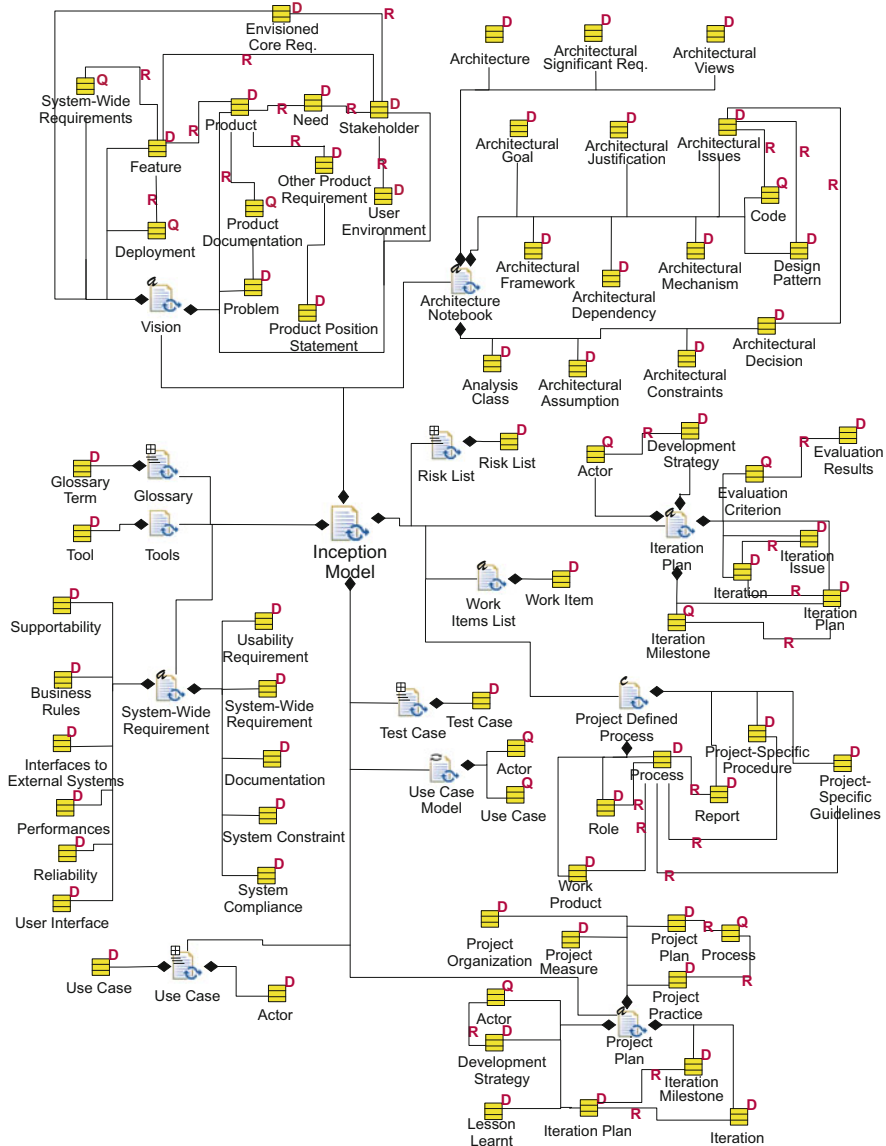 D
Envisioned
Core Req.
R
Q
System-Wide
Requirements
R
R
D
Product
R
D
Need
R
D
Stakeholder
D
Feature
R
R
R
D
Other Product
Requirement
R
D
User
Environment
R
Q
Deployment
Q
Product
Documentation
D
Problem
D
Product Position
Statement
a
Vision
D
Architecture
D
Architectural
Significant Req.
D
Architectural
Views
D
Architectural
Goal
D
Architectural
Justification
D
Architectural
Issues
R
R
R
Q
Code
D
Architectural
Framework
D
Architectural
Dependency
D
Architectural
Mechanism
D
Design
Pattern
a
Architecture
Notebook
D
Analysis
Class
D
Architectural
Assumption
D
Architectural
Constraints
D
Architectural
Decision
D
Glossary
Term
Glossary
D
Tool
Tools
Inception
Model
Risk List
D
Risk List
Q
Actor
R
D
Development
Strategy
Q
Evaluation
Criterion
R
D
Evaluation
Results
a
Iteration
Plan
D
Iteration
Issue
R
D
Iteration
R
D
Iteration
Plan
Q
Iteration
Milestone
R
a
Work
Items List
D
Work Item
D
Supportability
D
Business
Rules
D
Interfaces to
External Systems
D
Performances
D
Reliability
D
User Interface
a
System-Wide
Requirement
D
Usability
Requirement
D
System-Wide
Requirement
D
Documentation
D
System Constraint
D
System
Compliance
Test Case
D
Test Case
Use Case
Model
Q
Actor
Q
Use Case
c
Project Defined
Process
D
Process
D
Project-Specific
Procedure
D
Project-
Specific
Guidelines
D
Role
R
R
R
D
Report
R
R
D
Work
Product
D
Use Case
Use Case
D
Actor
D
Project
Organization
D
Project
Measure
D
Project
Plan
R
Q
Process
D
Project
Practice
R
Q
Actor
R
D
Development
Strategy
a
Project
Plan
D
Lesson
Learnt
D
Iteration Plan
R
D
Iteration
Milestone
R
D
Iteration